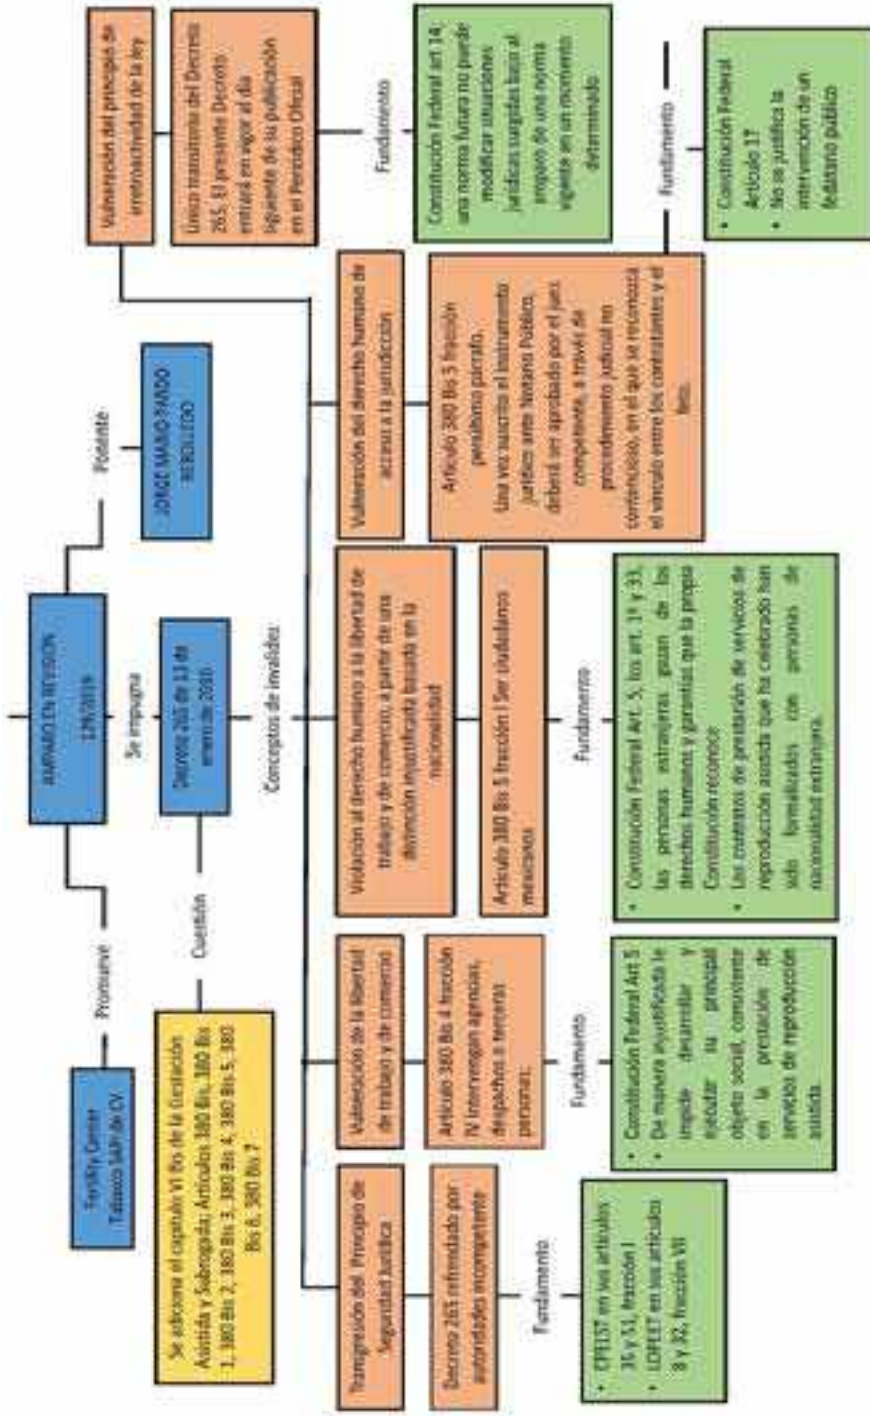 AMPARO EN REVISIÓN
129/2019
Promueve
Se impugna
Ponente
Fertility Center
Tabasco SAPI de CV
Decreto 265 de 13 de
enero de
JORGE MARIO PARDO
REBOLLEDO
Cuestión
Se adiciona el capítulo VI Bis de la Gestación
Asistida y Subrogada; Artículos 380 Bis, 380 Bis
1, 380 Bis 2, 380 Bis 3, 380 Bis 4, 380 Bis 5, 380
Bis 6, 380 Bis 7
Conceptos de invalidez
Transgresión del Principio de
Seguridad Jurídica
Decreto 265 refrendado por
autoridades incompetente
Fundamento
• CPELST en sus artículos
36 y 51, fracción I
• LOPEET en sus artículos
8 y 32, fracción VII
Vulneración de la libertad
de trabajo y de comercio
Artículo 380 Bis 4 fracción
IV Intervengan agencias,
despachos o terceras
personas;
Fundamento
• Constitución Federal Art 5
• De manera injustificada le
impide desarrollar y
ejecutar su principal
objeto social, consistente
en la prestación de
servicios de reproducción
asistida
Violación al derecho humano a la libertad de
trabajo y de comercio, a partir de una
distinción injustificada basada en la
nacionalidad
Artículo 380 Bis 5 fracción I Ser ciudadanos
mexicanos
Fundamento
• Constitución Federal Art. 5, los art. 1º y 33,
las personas extranjeras gozan de los
derechos humanos y garantías que la propia
Constitución reconoce
• Los contratos de prestación de servicios de
reproducción asistida que ha celebrado han
sido formalizados con personas de
nacionalidad extranjera.
Vulneración del derecho humano de
acceso a la jurisdicción
Artículo 380 Bis 5 fracción
penúltimo párrafo.
Una vez suscrito el instrumento
jurídico ante Notario Público,
deberá ser aprobado por el juez
competente, a través de
procedimiento judicial no
contencioso, en el que se reconozca
el vínculo entre los contratantes y el
feto.
Fundamento
• Constitución Federal
Artículo 17
• No se justifica la
intervención de un
fedatario público
Vulneración del principio de
irretroactividad de la ley
Único transitorio del Decreto
265. El presente Decreto
entrará en vigor al día
siguiente de su publicación
en el Periódico Oficial
Fundamento
Constitución Federal art 14;
una norma futura no puede
modificar situaciones
jurídicas surgidas bajo al
amparo de una norma
vigente en un momento
determinado